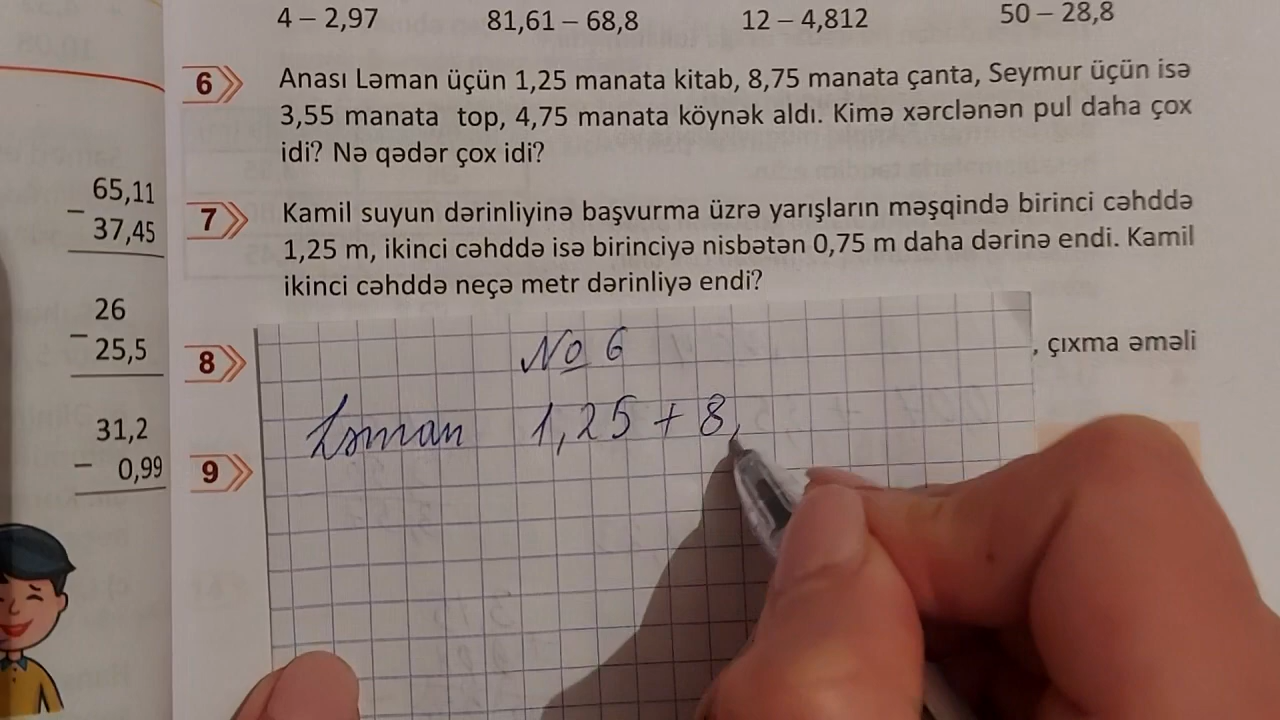 4 – 2,97 81,61 – 68,8 12 – 4,812 50 – 28,8
6 Anası Ləman üçün 1,25 manata kitab, 8,75 manata çanta, Seymur üçün isə
3,55 manata top, 4,75 manata köynək aldı. Kimə xərclənən pul daha çox
idi? Nə qədər çox idi?
65,11
– 37,45
7 Kamil suyun dərinliyinə başvurma üzrə yarışların məşqində birinci cəhddə
1,25 m, ikinci cəhddə isə birinciyə nisbətən 0,75 m daha dərinə endi. Kamil
ikinci cəhddə neçə metr dərinliyə endi?
26
– 25,5
8 , çıxma əməli
№ 6
Ləman 1,25 + 8,
31,2
– 0,99
9